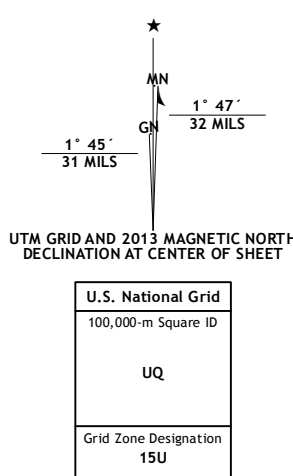 ★
MN
1° 47´
32 MILS
GN
1° 45´
31 MILS
UTM GRID AND 2013 MAGNETIC NORTH
DECLINATION AT CENTER OF SHEET
U.S. National Grid
100,000-m Square ID
UQ
Grid Zone Designation
15U